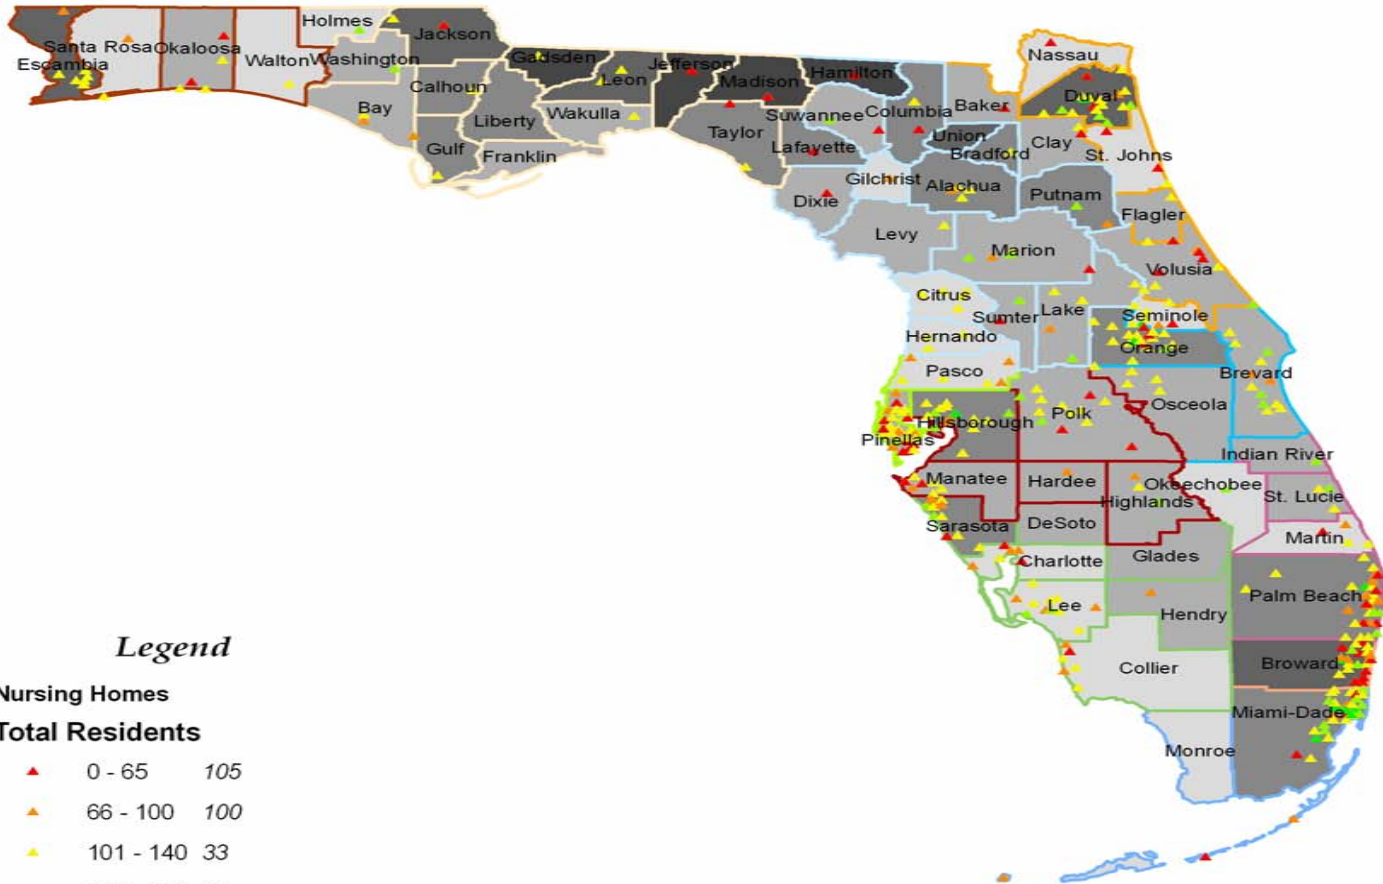 Holmes
Jackson
Santa Rosa
Okaloosa
Escambia
Walton
Washington
Gadsden
Leon
Jefferson
Madison
Hamilton
Nassau
Calhoun
Bay
Liberty
Wakulla
Gulf
Franklin
Taylor
Suwannee
Columbia
Baker
Duval
Lafayette
Union
Bradford
Clay
St. Johns
Gilchrist
Alachua
Putnam
Dixie
Flagler
Levy
Marion
Volusia
Citrus
Sumter
Lake
Seminole
Hernando
Orange
Pasco
Brevard
Osceola
Hillsborough
Polk
Pinellas
Indian River
Manatee
Hardee
Okeechobee
Highlands
St. Lucie
Sarasota
DeSoto
Martin
Charlotte
Glades
Lee
Palm Beach
Hendry
Collier
Broward
Miami-Dade
Monroe
Legend
Nursing Homes
Total Residents
0 - 65 105
66 - 100 100
101 - 140 33